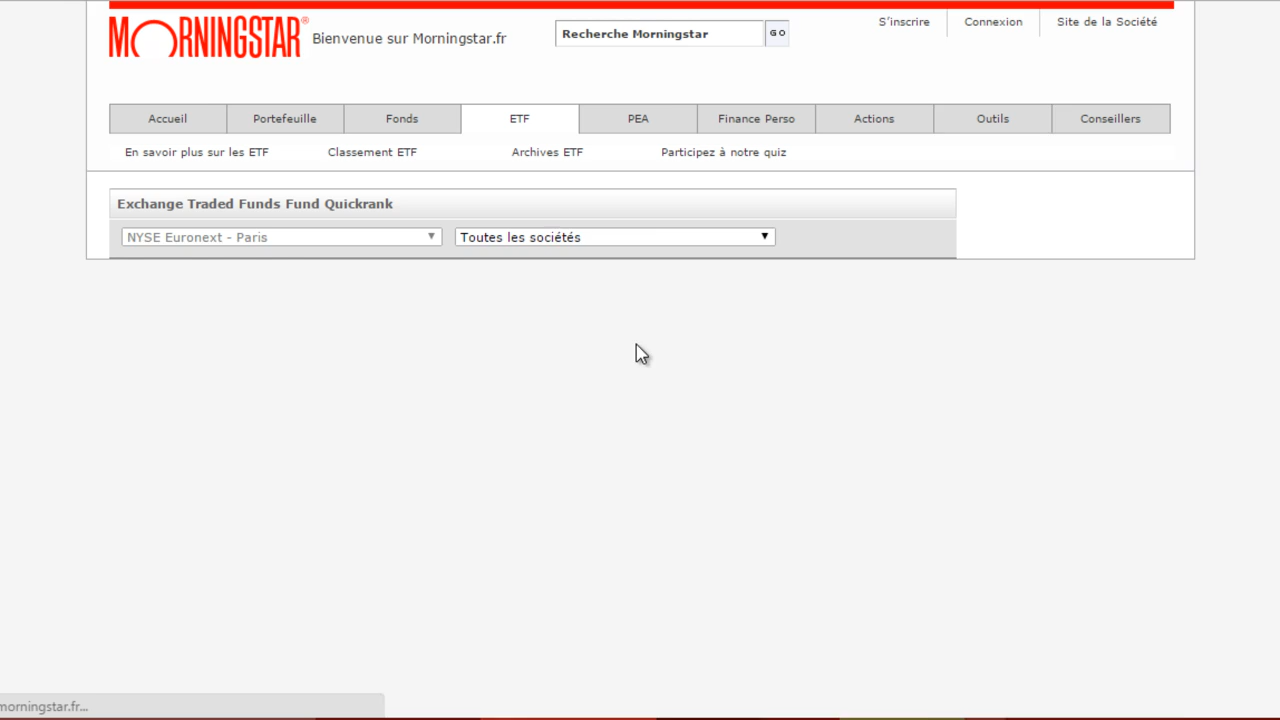 MORNINGSTAR®
Bienvenue sur Morningstar.fr
Recherche Morningstar
GO
S'inscrire
Connexion
Site de la Société
Accueil
Portefeuille
Fonds
ETF
PEA
Finance Perso
Actions
Outils
Conseillers
En savoir plus sur les ETF
Classement ETF
Archives ETF
Participez à notre quiz
Exchange Traded Funds Fund Quickrank
NYSE Euronext - Paris
Toutes les sociétés
morningstar.fr...